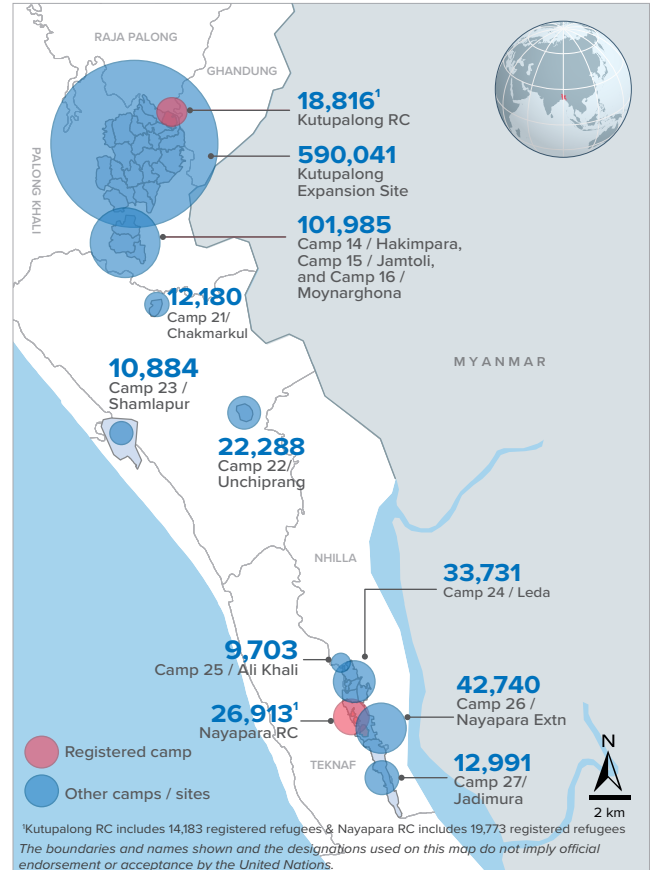 RAJA PALONG
GHANDUNG
18,816¹
Kutupalong RC
590,041
Kutupalong
Expansion Site
PALONG KHALI
101,985
Camp 14 / Hakimpara,
Camp 15 / Jamtoli,
and Camp 16 /
Moynarghona
12,180
Camp 21/
Chakmarkul
MYANMAR
10,884
Camp 23 /
Shamlapur
22,288
Camp 22/
Unchiprang
NHILLA
33,731
Camp 24 / Leda
9,703
Camp 25 / Ali Khali
42,740
Camp 26 /
Nayapara Extn
26,913¹
Nayapara RC
TEKNAF
12,991
Camp 27/
Jadimura
N
2 km
Registered camp
Other camps / sites
¹Kutupalong RC includes 14,183 registered refugees & Nayapara RC includes 19,773 registered refugees
The boundaries and names shown and the designations used on this map do not imply official
endorsement or acceptance by the United Nations.